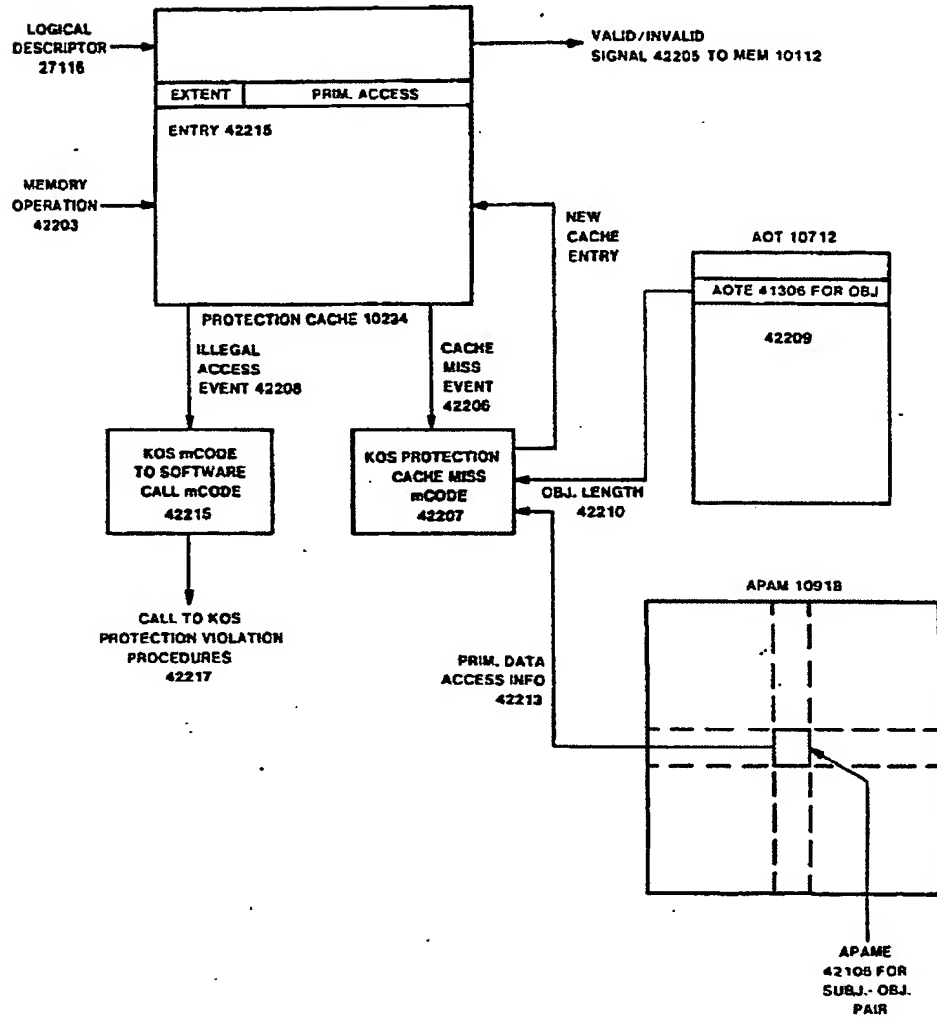 LOGICAL
DESCRIPTOR
27116
VALID/INVALID
SIGNAL 42205 TO MEM 10112
EXTENT
PRIM. ACCESS
ENTRY 42215
MEMORY
OPERATION
42203
NEW
CACHE
ENTRY
AOT 10712
AOTE 41306 FOR OBJ
42209
PROTECTION CACHE 10234
ILLEGAL
ACCESS
EVENT 42208
CACHE
MISS
EVENT
42206
KOS mCODE
TO SOFTWARE
CALL mCODE
42215
KOS PROTECTION
CACHE MISS
mCODE
42207
OBJ. LENGTH
42210
CALL TO KOS
PROTECTION VIOLATION
PROCEDURES
42217
APAM 10918
PRIM. DATA
ACCESS INFO
42213
APAME
42106 FOR
SUBJ.- OBJ.
PAIR